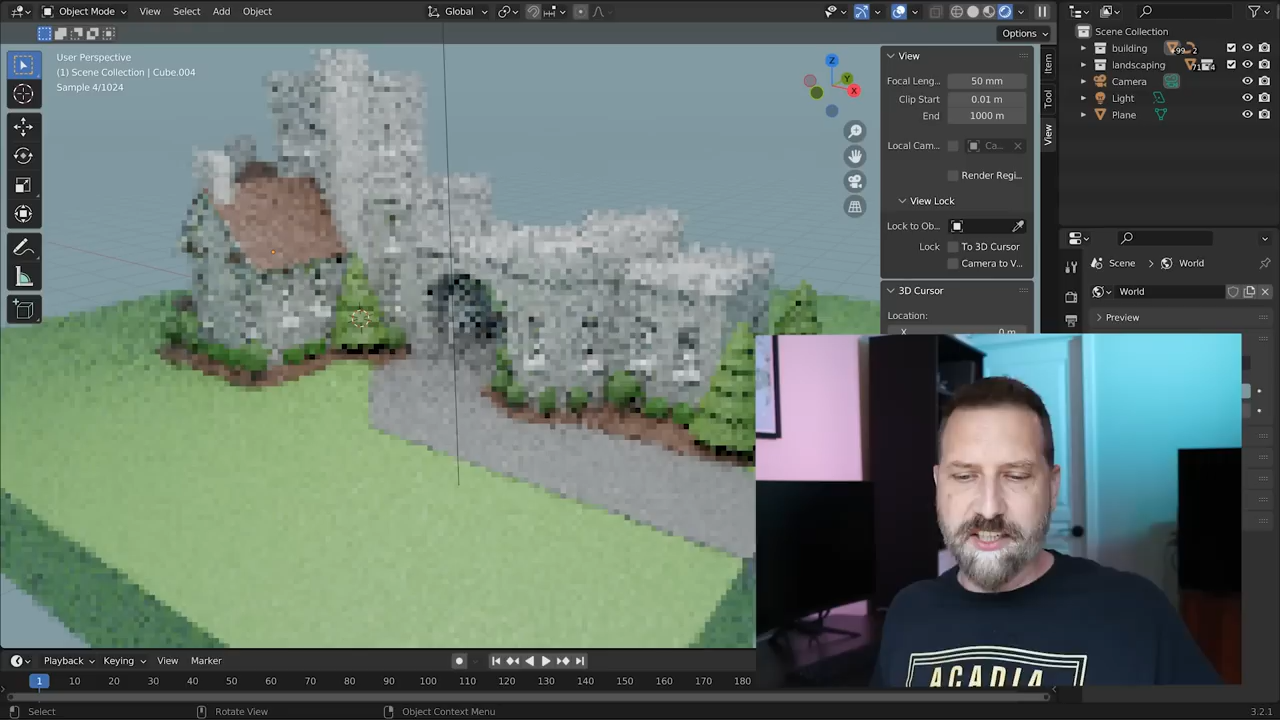 Object Mode View Select Add Object Global
Options
User Perspective
(1) Scene Collection | Cube.004
Sample 4/1024
Z
Y
X
View
Focal Leng... 50 mm
Clip Start 0.01 m
End 1000 m
Local Cam... Ca...
Render Regi...
View Lock
Lock to Ob...
Lock To 3D Cursor
Camera to V...
3D Cursor
Location:
X 0 m
Item
Tool
View
Scene Collection
building 2
landscaping
Camera
Light
Plane
Scene World
World
Preview
ACADIA
Playback Keying View Marker
1 10 20 30 40 50 60 70 80 90 100 110 120 130 140 150 160 170 180
Select Rotate View Object Context Menu 3.2.1